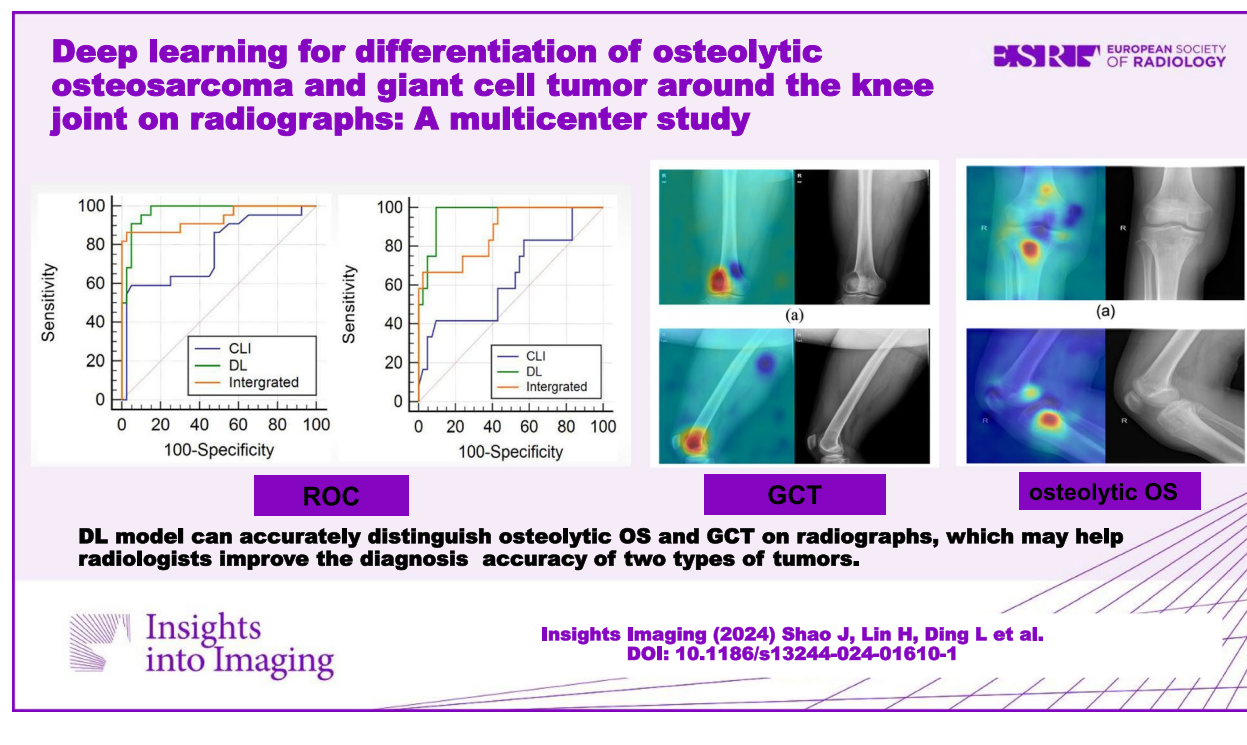 Deep learning for differentiation of osteolytic
osteosarcoma and giant cell tumor around the knee
joint on radiographs: A multicenter study
EUROPEAN SOCIETY
OF RADIOLOGY
Sensitivity
100
80
60
40
20
0
CLI
DL
Intergrated
0 20 40 60 80 100
100-Specificity
Sensitivity
100
80
60
40
20
0
CLI
DL
Intergrated
0 20 40 60 80 100
100-Specificity
R
R
(a)
R
R
(a)
R
R
ROC
GCT
osteolytic OS
DL model can accurately distinguish osteolytic OS and GCT on radiographs, which may help
radiologists improve the diagnosis accuracy of two types of tumors.
Insights
into Imaging
Insights Imaging (2024) Shao J, Lin H, Ding L et al.
DOI: 10.1186/s13244-024-01610-1